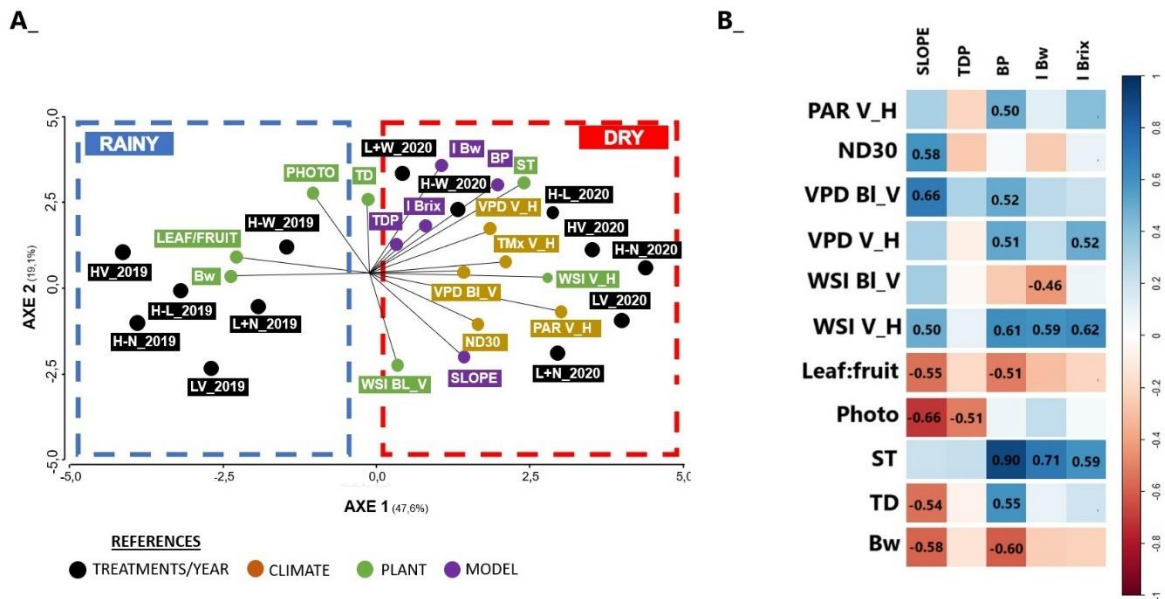 A_
B_
RAINY
DRY
L+W_2020
I Bw
BP
ST
PHOTO
TD
H-W_2020
H-L_2020
I Brix
VPD V_H
TDP
HV_2020
H-W_2019
LEAF/FRUIT
TMx V_H
H-N_2020
HV_2019
Bw
WSI V_H
H-L_2019
VPD Bl_V
LV_2020
L+N_2019
PAR V_H
H-N_2019
ND30
LV_2019
SLOPE
L+N_2020
WSI BL_V
AXE 2 (19,1%)
5,0
2,5
0,0
-2,5
-5,0
-5,0
-2,5
0,0
2,5
5,0
AXE 1 (47,6%)
REFERENCES
TREATMENTS/YEAR CLIMATE PLANT MODEL
SLOPE TDP BP I Bw I Brix
PAR V_H 0.50
ND30 0.58
VPD Bl_V 0.66 0.52
VPD V_H 0.51 0.52
WSI Bl_V -0.46
WSI V_H 0.50 0.61 0.59 0.62
Leaf:fruit -0.55 -0.51
Photo -0.66 -0.51
ST 0.90 0.71 0.59
TD -0.54 0.55
Bw -0.58 -0.60
1
0.8
0.6
0.4
0.2
0
-0.2
-0.4
-0.6
-0.8
-1